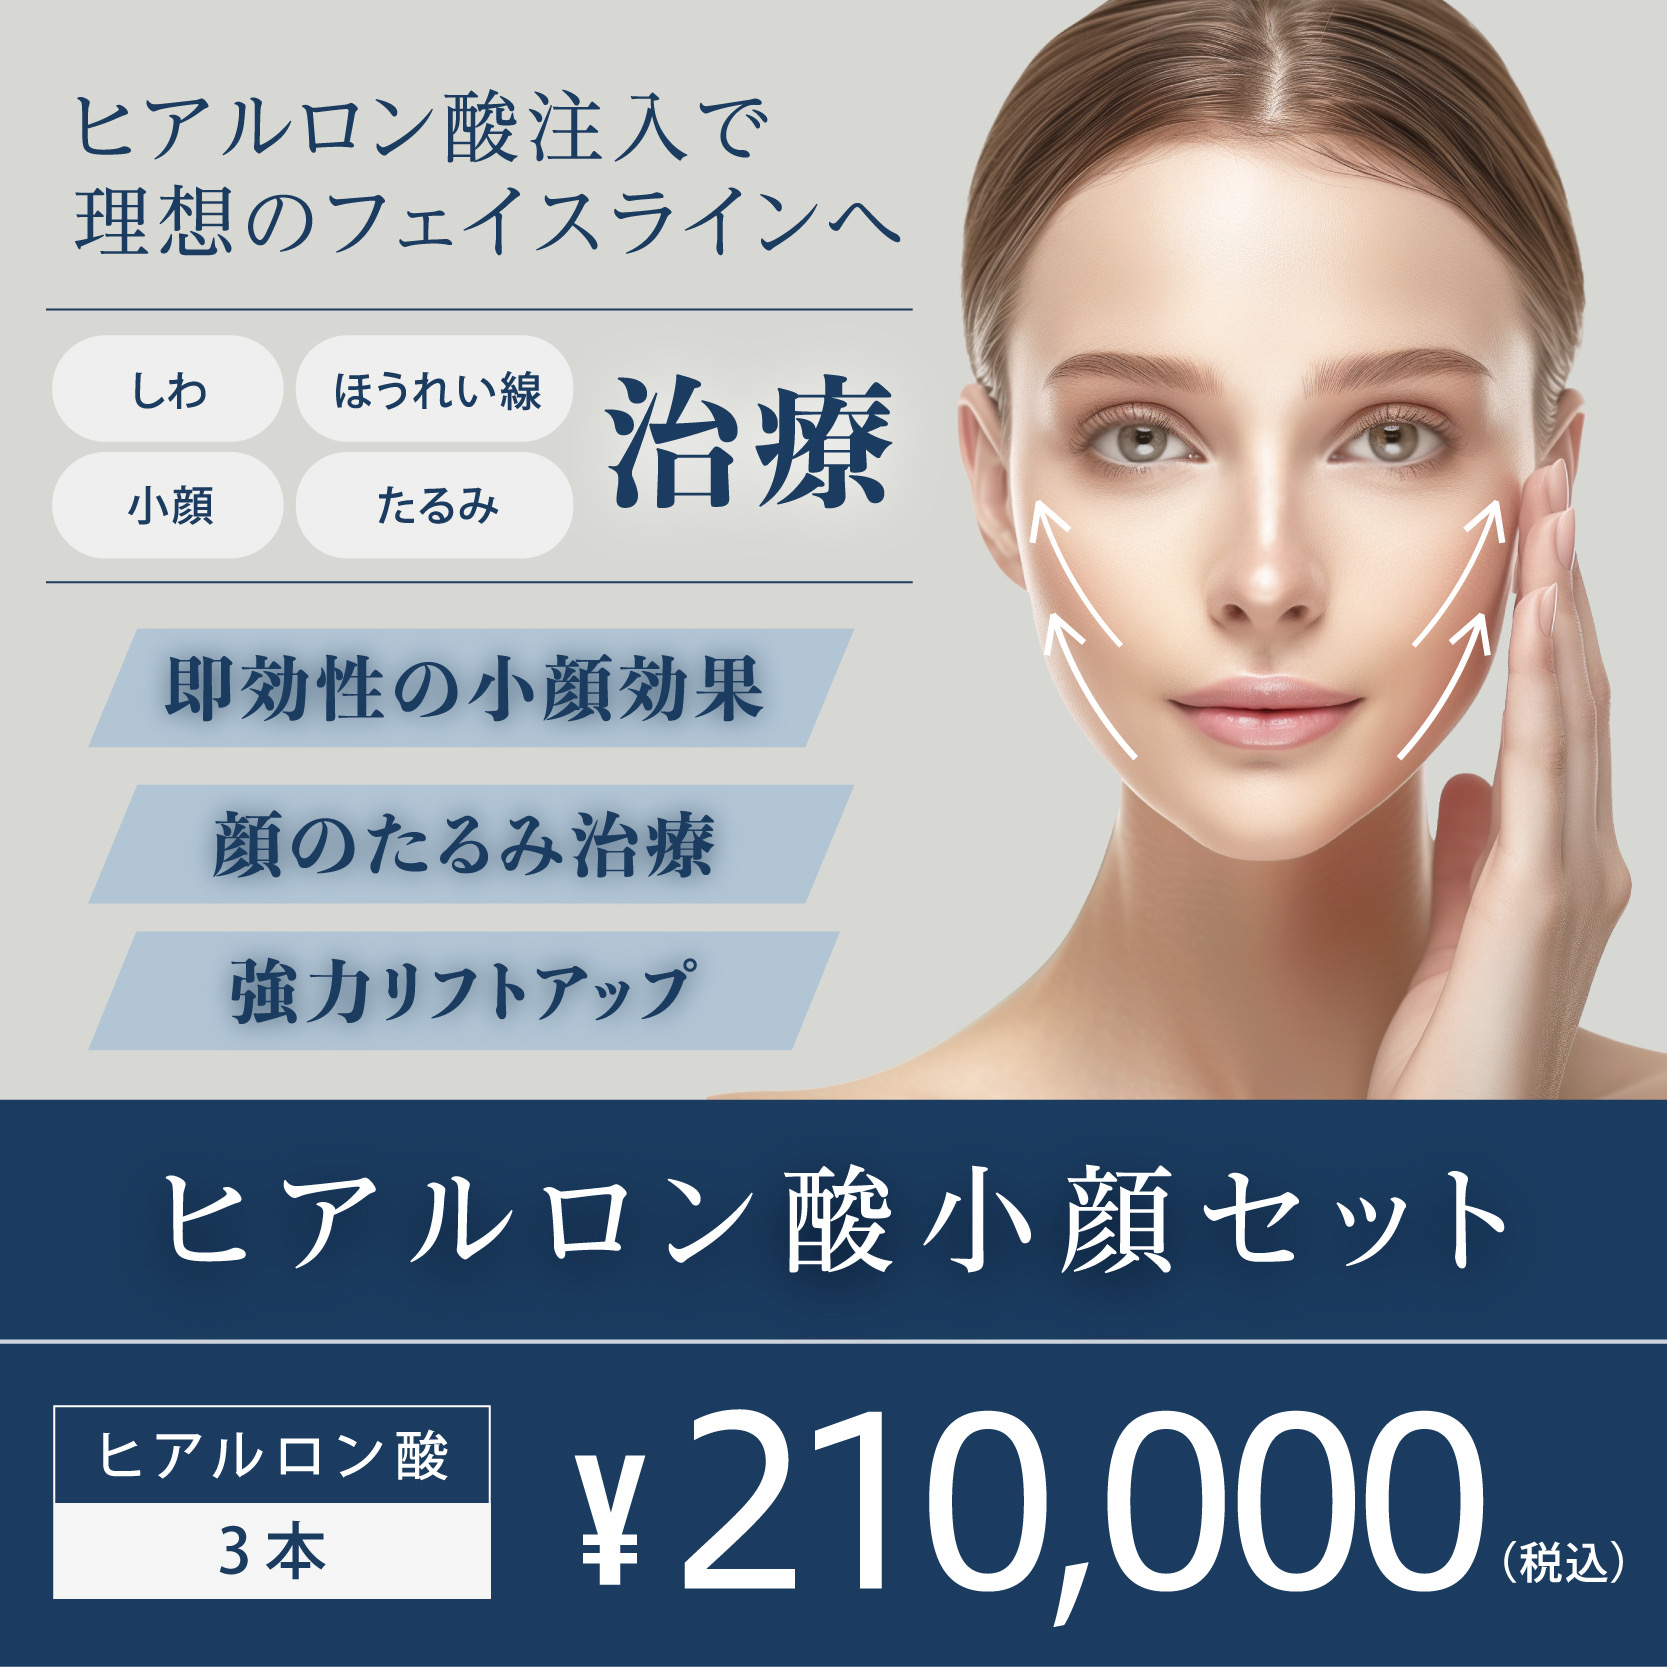 ヒアルロン酸注入で
理想のフェイスラインへ
しわ
ほうれい線
小顔
たるみ
治療
即効性の小顔効果
顔のたるみ治療
強力リフトアップ
ヒアルロン酸小顔セット
ヒアルロン酸
3本
¥210,000(税込)